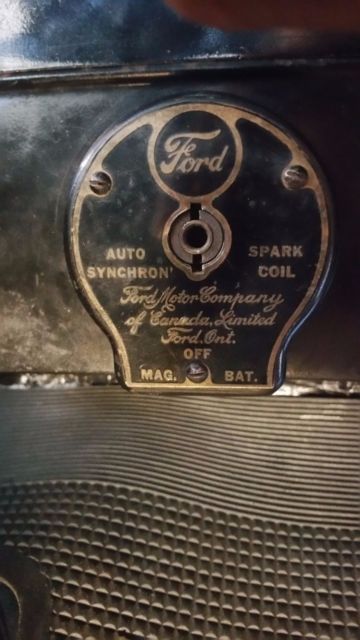 Ford
AUTO SPARK
SYNCHRON' COIL
Ford Motor Company
of Canada, Limited
Ford, Ont.
OFF
MAG. BAT.